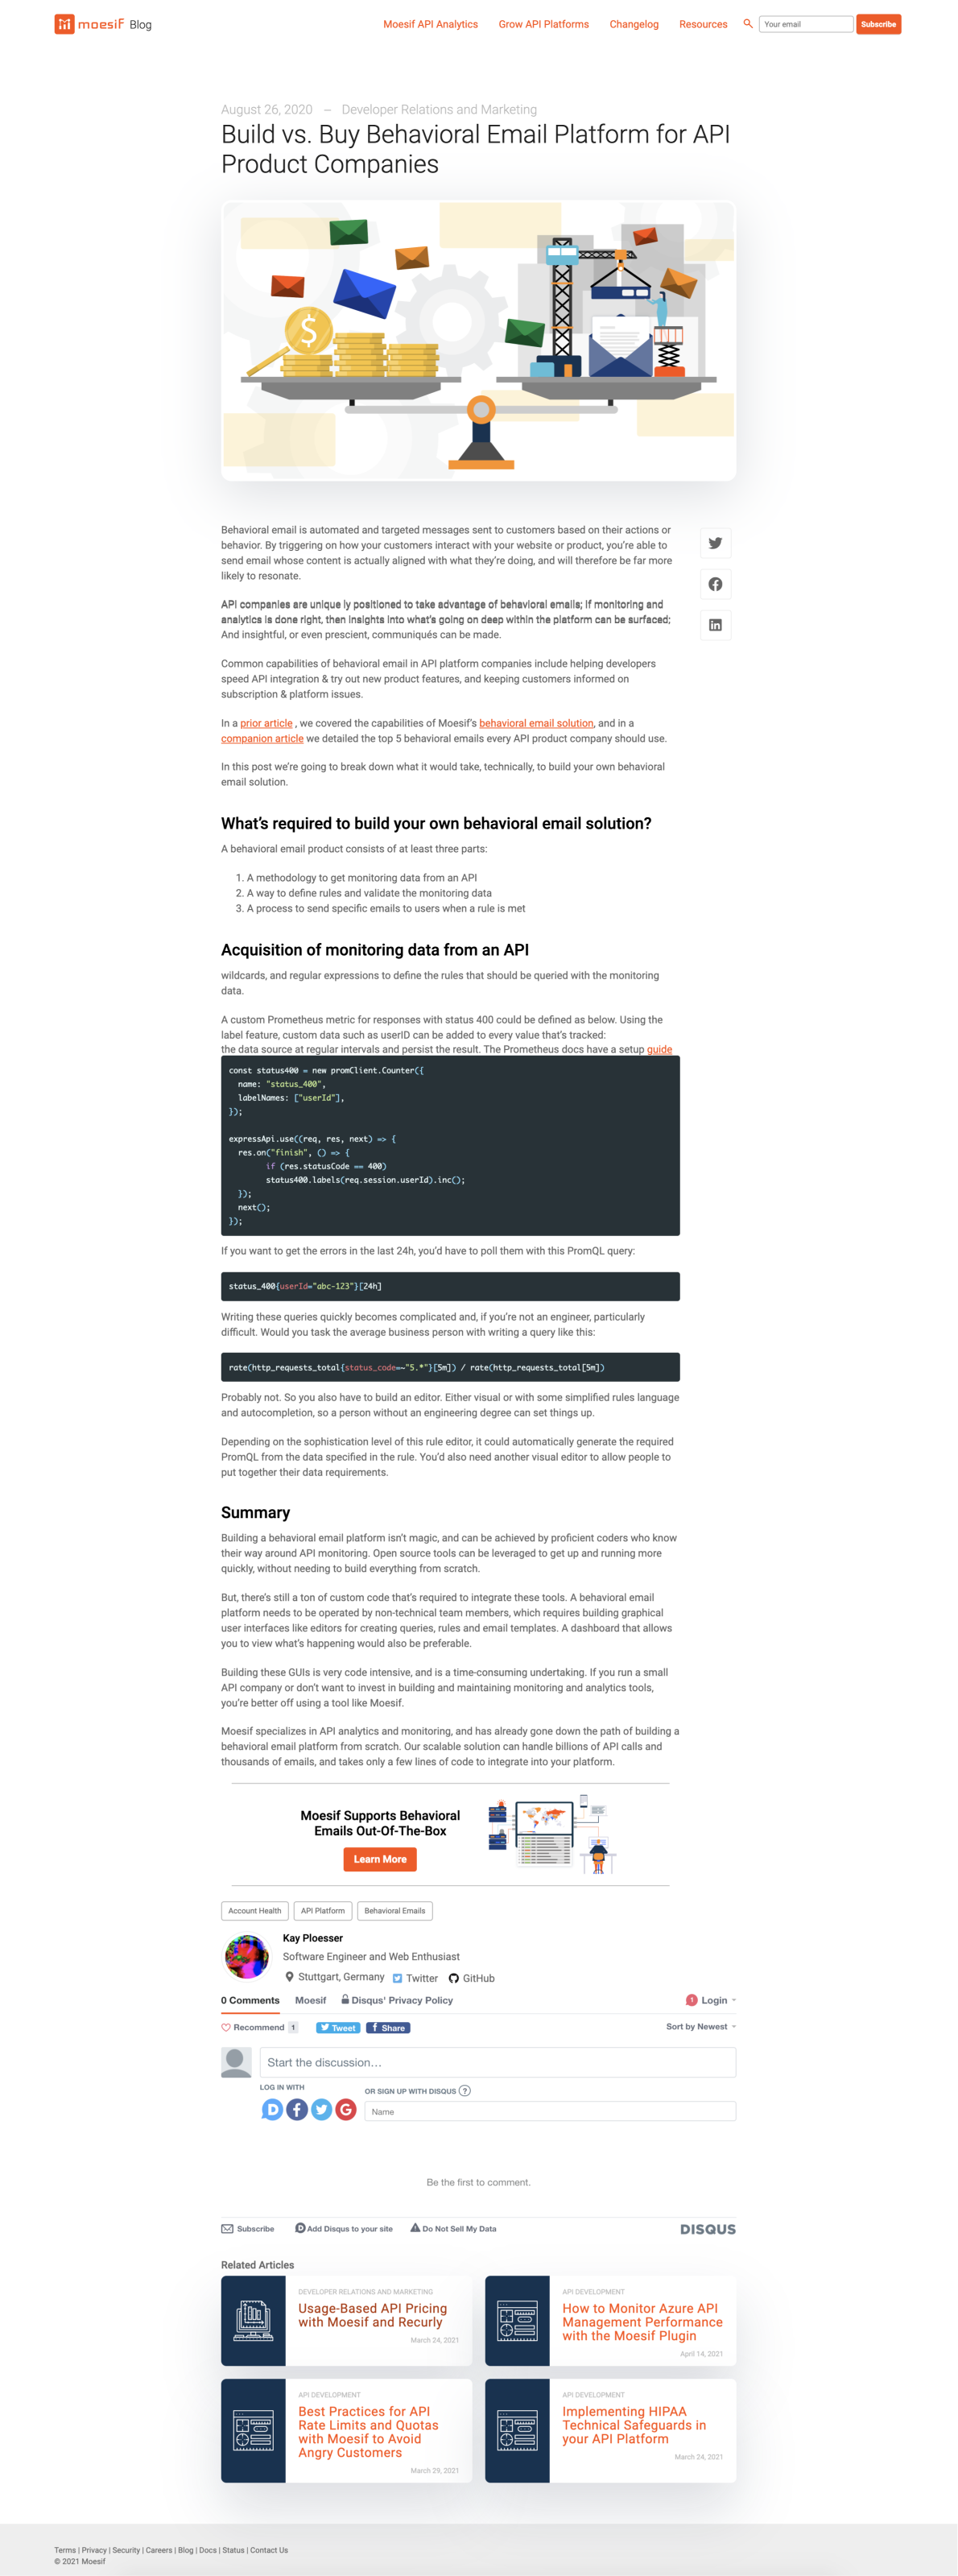 moesif Blog
Moesif API Analytics Grow API Platforms Changelog Resources Your email Subscribe
August 26, 2020 — Developer Relations and Marketing
Build vs. Buy Behavioral Email Platform for API
Product Companies
$
Behavioral email is automated and targeted messages sent to customers based on their actions or
behavior. By triggering on how your customers interact with your website or product, you're able to
send email whose content is actually aligned with what they're doing, and will therefore be far more
likely to resonate.
API companies are unique ly positioned to take advantage of behavioral emails; if monitoring and
analytics is done right, then insights into what's going on deep within the platform can be surfaced;
And insightful, or even prescient, communiqués can be made.
Common capabilities of behavioral email in API platform companies include helping developers
speed API integration & try out new product features, and keeping customers informed on
subscription & platform issues.
In a prior article , we covered the capabilities of Moesif's behavioral email solution, and in a
companion article we detailed the top 5 behavioral emails every API product company should use.
In this post we're going to break down what it would take, technically, to build your own behavioral
email solution.
What's required to build your own behavioral email solution?
A behavioral email product consists of at least three parts:
1. A methodology to get monitoring data from an API
2. A way to define rules and validate the monitoring data
3. A process to send specific emails to users when a rule is met
Acquisition of monitoring data from an API
wildcards, and regular expressions to define the rules that should be queried with the monitoring
data.
A custom Prometheus metric for responses with status 400 could be defined as below. Using the
label feature, custom data such as userID can be added to every value that's tracked:
the data source at regular intervals and persist the result. The Prometheus docs have a setup guide
const status400 = new promClient.Counter({
name: "status_400",
labelNames: ["userId"],
});
expressApi.use((req, res, next) => {
res.on("finish", () => {
if (res.statusCode == 400)
status400.labels(req.session.userId).inc();
});
next();
});
If you want to get the errors in the last 24h, you'd have to poll them with this PromQL query:
status_400{userId="abc-123"}[24h]
Writing these queries quickly becomes complicated and, if you're not an engineer, particularly
difficult. Would you task the average business person with writing a query like this:
rate(http_requests_total{status_code=~"5.*"}[5m]) / rate(http_requests_total[5m])
Probably not. So you also have to build an editor. Either visual or with some simplified rules language
and autocompletion, so a person without an engineering degree can set things up.
Depending on the sophistication level of this rule editor, it could automatically generate the required
PromQL from the data specified in the rule. You'd also need another visual editor to allow people to
put together their data requirements.
Summary
Building a behavioral email platform isn't magic, and can be achieved by proficient coders who know
their way around API monitoring. Open source tools can be leveraged to get up and running more
quickly, without needing to build everything from scratch.
But, there's still a ton of custom code that's required to integrate these tools. A behavioral email
platform needs to be operated by non-technical team members, which requires building graphical
user interfaces like editors for creating queries, rules and email templates. A dashboard that allows
you to view what's happening would also be preferable.
Building these GUIs is very code intensive, and is a time-consuming undertaking. If you run a small
API company or don't want to invest in building and maintaining monitoring and analytics tools,
you're better off using a tool like Moesif.
Moesif specializes in API analytics and monitoring, and has already gone down the path of building a
behavioral email platform from scratch. Our scalable solution can handle billions of API calls and
thousands of emails, and takes only a few lines of code to integrate into your platform.
Moesif Supports Behavioral
Emails Out-Of-The-Box
Learn More
Account Health API Platform Behavioral Emails
Kay Ploesser
Software Engineer and Web Enthusiast
Stuttgart, Germany Twitter GitHub
0 Comments Moesif Disqus' Privacy Policy 1 Login
Recommend 1 Tweet Share Sort by Newest
Start the discussion…
LOG IN WITH
OR SIGN UP WITH DISQUS ?
Name
Be the first to comment.
Subscribe Add Disqus to your site Do Not Sell My Data DISQUS
Related Articles
DEVELOPER RELATIONS AND MARKETING
Usage-Based API Pricing
with Moesif and Recurly
March 24, 2021
API DEVELOPMENT
How to Monitor Azure API
Management Performance
with the Moesif Plugin
April 14, 2021
API DEVELOPMENT
Best Practices for API
Rate Limits and Quotas
with Moesif to Avoid
Angry Customers
March 29, 2021
API DEVELOPMENT
Implementing HIPAA
Technical Safeguards in
your API Platform
March 24, 2021
Terms | Privacy | Security | Careers | Blog | Docs | Status | Contact Us
© 2021 Moesif